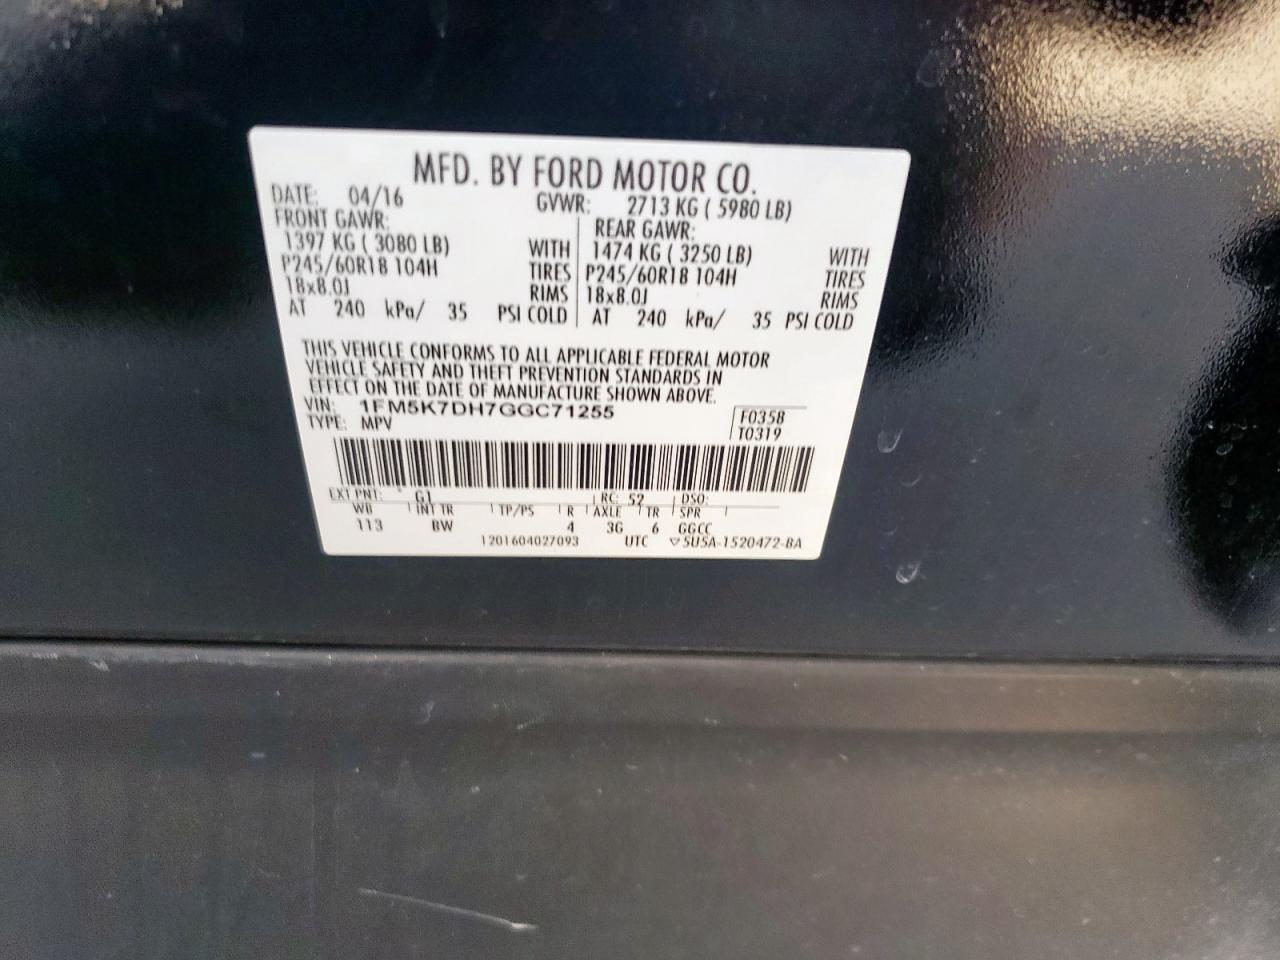 MFD. BY FORD MOTOR CO.
DATE: 04/16 GVWR: 2713 KG ( 5980 LB)
FRONT GAWR: REAR GAWR:
1397 KG ( 3080 LB) WITH 1474 KG ( 3250 LB) WITH
P245/60R18 104H TIRES P245/60R18 104H TIRES
18x8.0J RIMS 18x8.0J RIMS
AT 240 kPa/ 35 PSI COLD AT 240 kPa/ 35 PSI COLD
THIS VEHICLE CONFORMS TO ALL APPLICABLE FEDERAL MOTOR
VEHICLE SAFETY AND THEFT PREVENTION STANDARDS IN
EFFECT ON THE DATE OF MANUFACTURE SHOWN ABOVE.
VIN: 1FM5K7DH7GGC71255 F0358
TYPE: MPV T0319
EXT PNT: G1 RC: 52 DSO:
WB INT TR TP/PS R AXLE TR SPR
113 BW 4 3G 6 GGCC
1201604027093 UTC ▽5U5A-1520472-BA